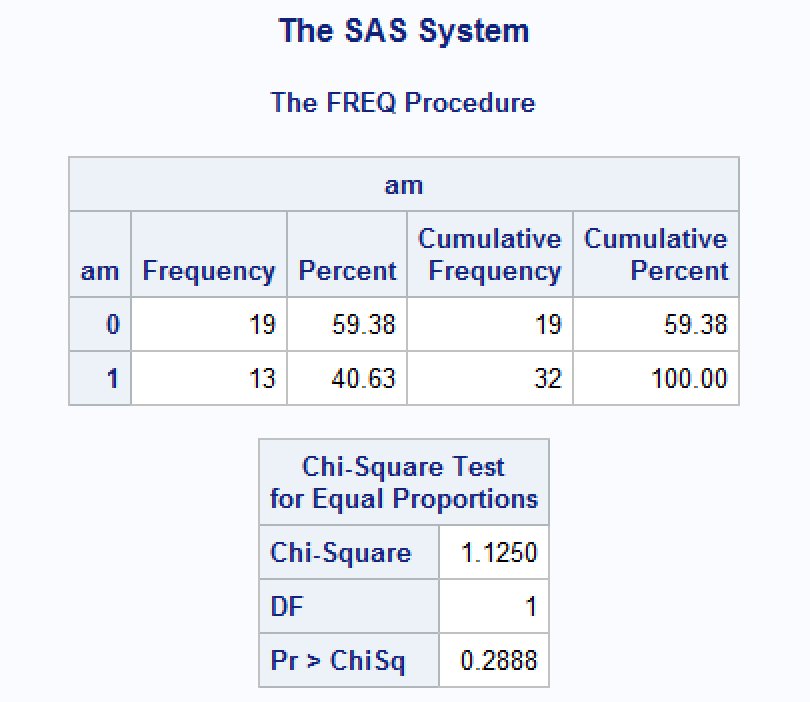 The SAS System
The FREQ Procedure
am
am Frequency Percent Cumulative Frequency Cumulative Percent
0 19 59.38 19 59.38
1 13 40.63 32 100.00
Chi-Square Test
for Equal Proportions
Chi-Square 1.1250
DF 1
Pr > ChiSq 0.2888